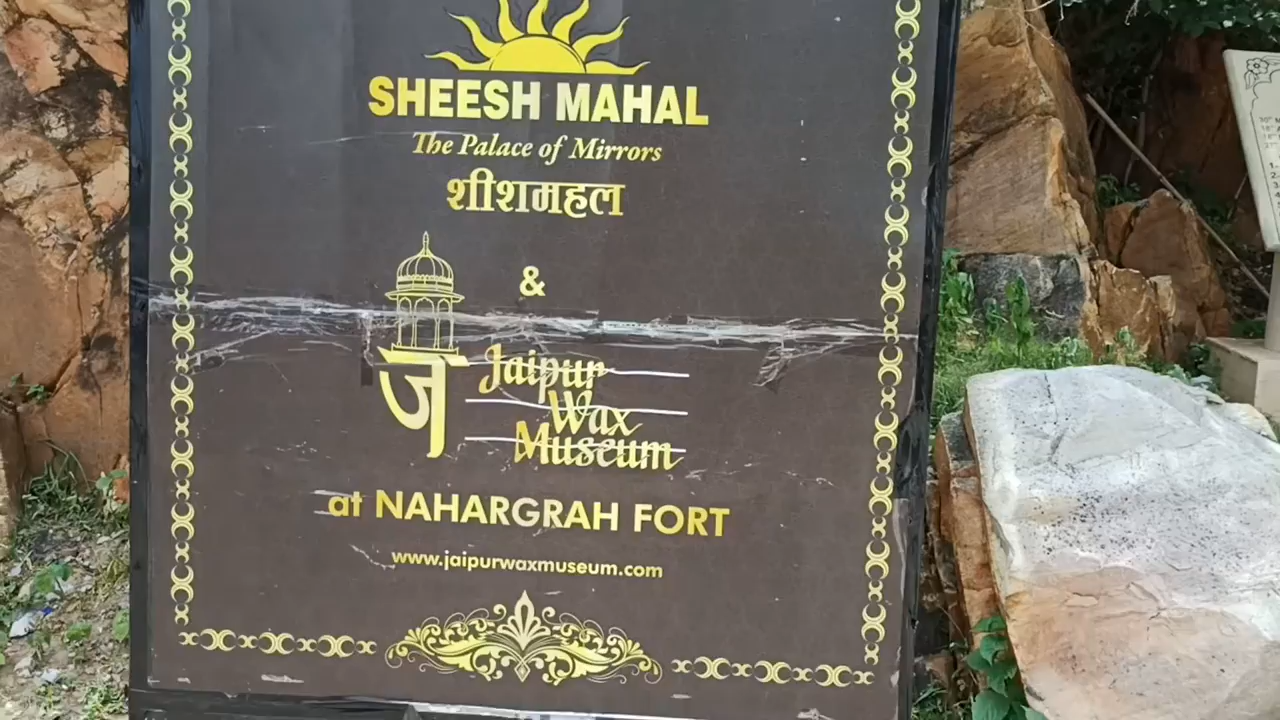 SHEESH MAHAL
The Palace of Mirrors
शीशमहल
&
ज
Jaipur
Wax
Museum
at NAHARGRAH FORT
www.jaipurwaxmuseum.com